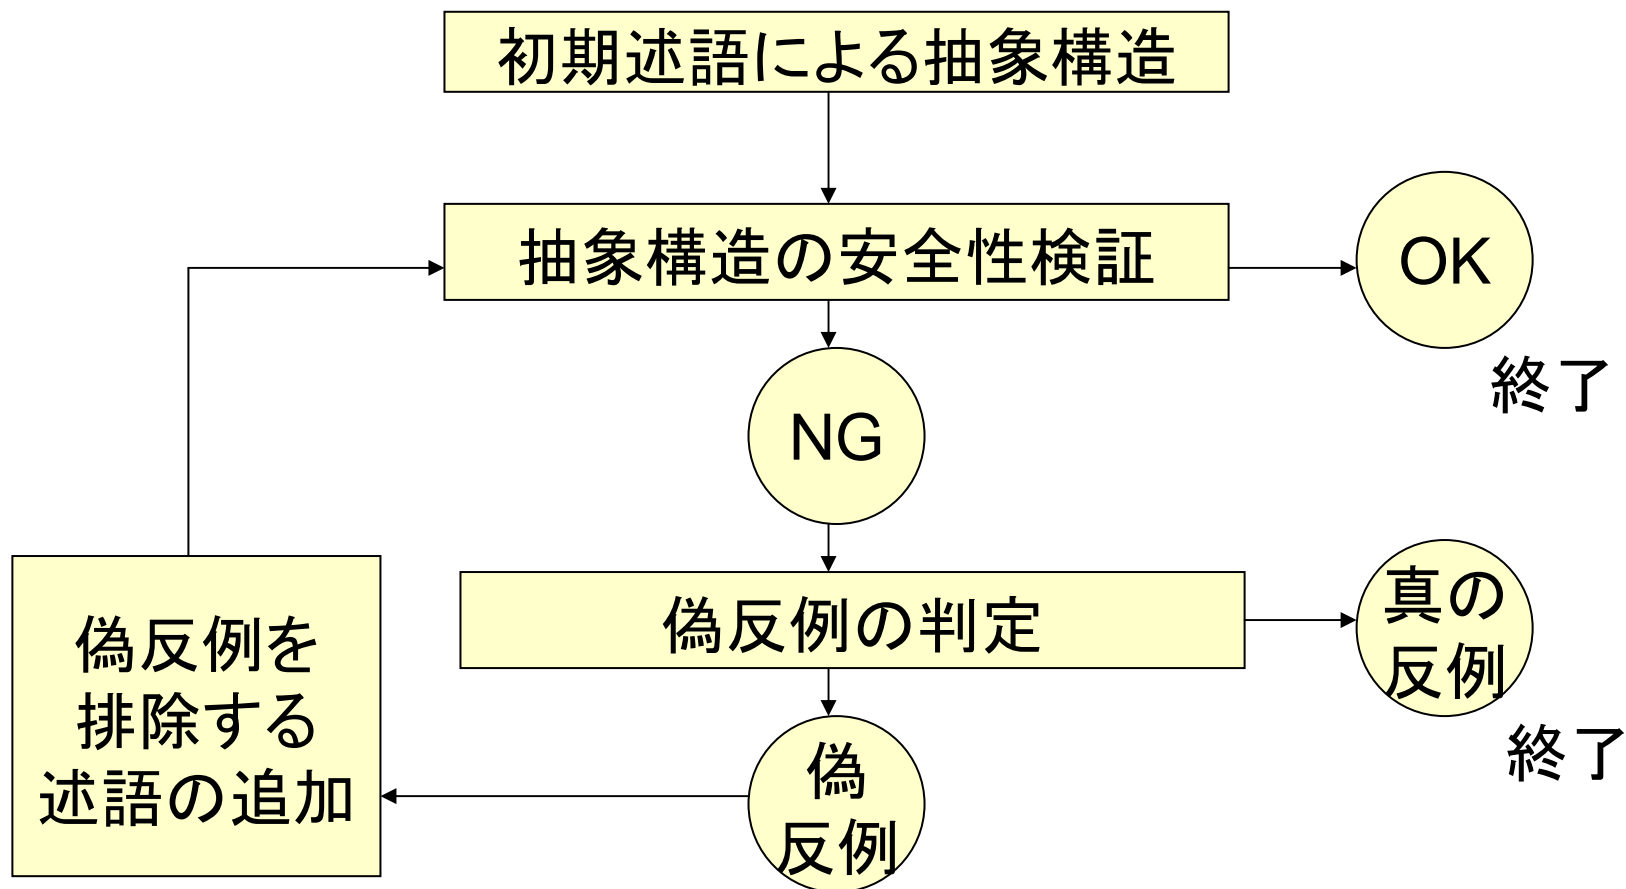 初期述語による抽象構造
抽象構造の安全性検証
OK
終了
NG
偽反例の判定
真の
反例
終了
偽
反例
偽反例を
排除する
述語の追加